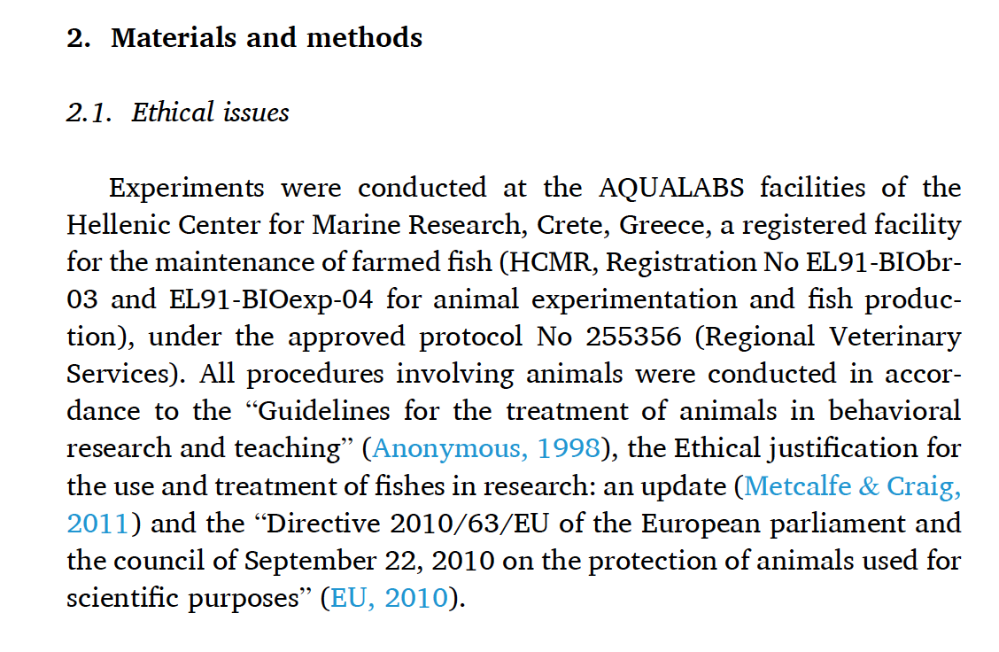 2. Materials and methods
2.1. Ethical issues
Experiments were conducted at the AQUALABS facilities of the
Hellenic Center for Marine Research, Crete, Greece, a registered facility
for the maintenance of farmed fish (HCMR, Registration No EL91-BIObr-
03 and EL91-BIOexp-04 for animal experimentation and fish produc-
tion), under the approved protocol No 255356 (Regional Veterinary
Services). All procedures involving animals were conducted in accor-
dance to the “Guidelines for the treatment of animals in behavioral
research and teaching” (Anonymous, 1998), the Ethical justification for
the use and treatment of fishes in research: an update (Metcalfe & Craig,
2011) and the “Directive 2010/63/EU of the European parliament and
the council of September 22, 2010 on the protection of animals used for
scientific purposes” (EU, 2010).